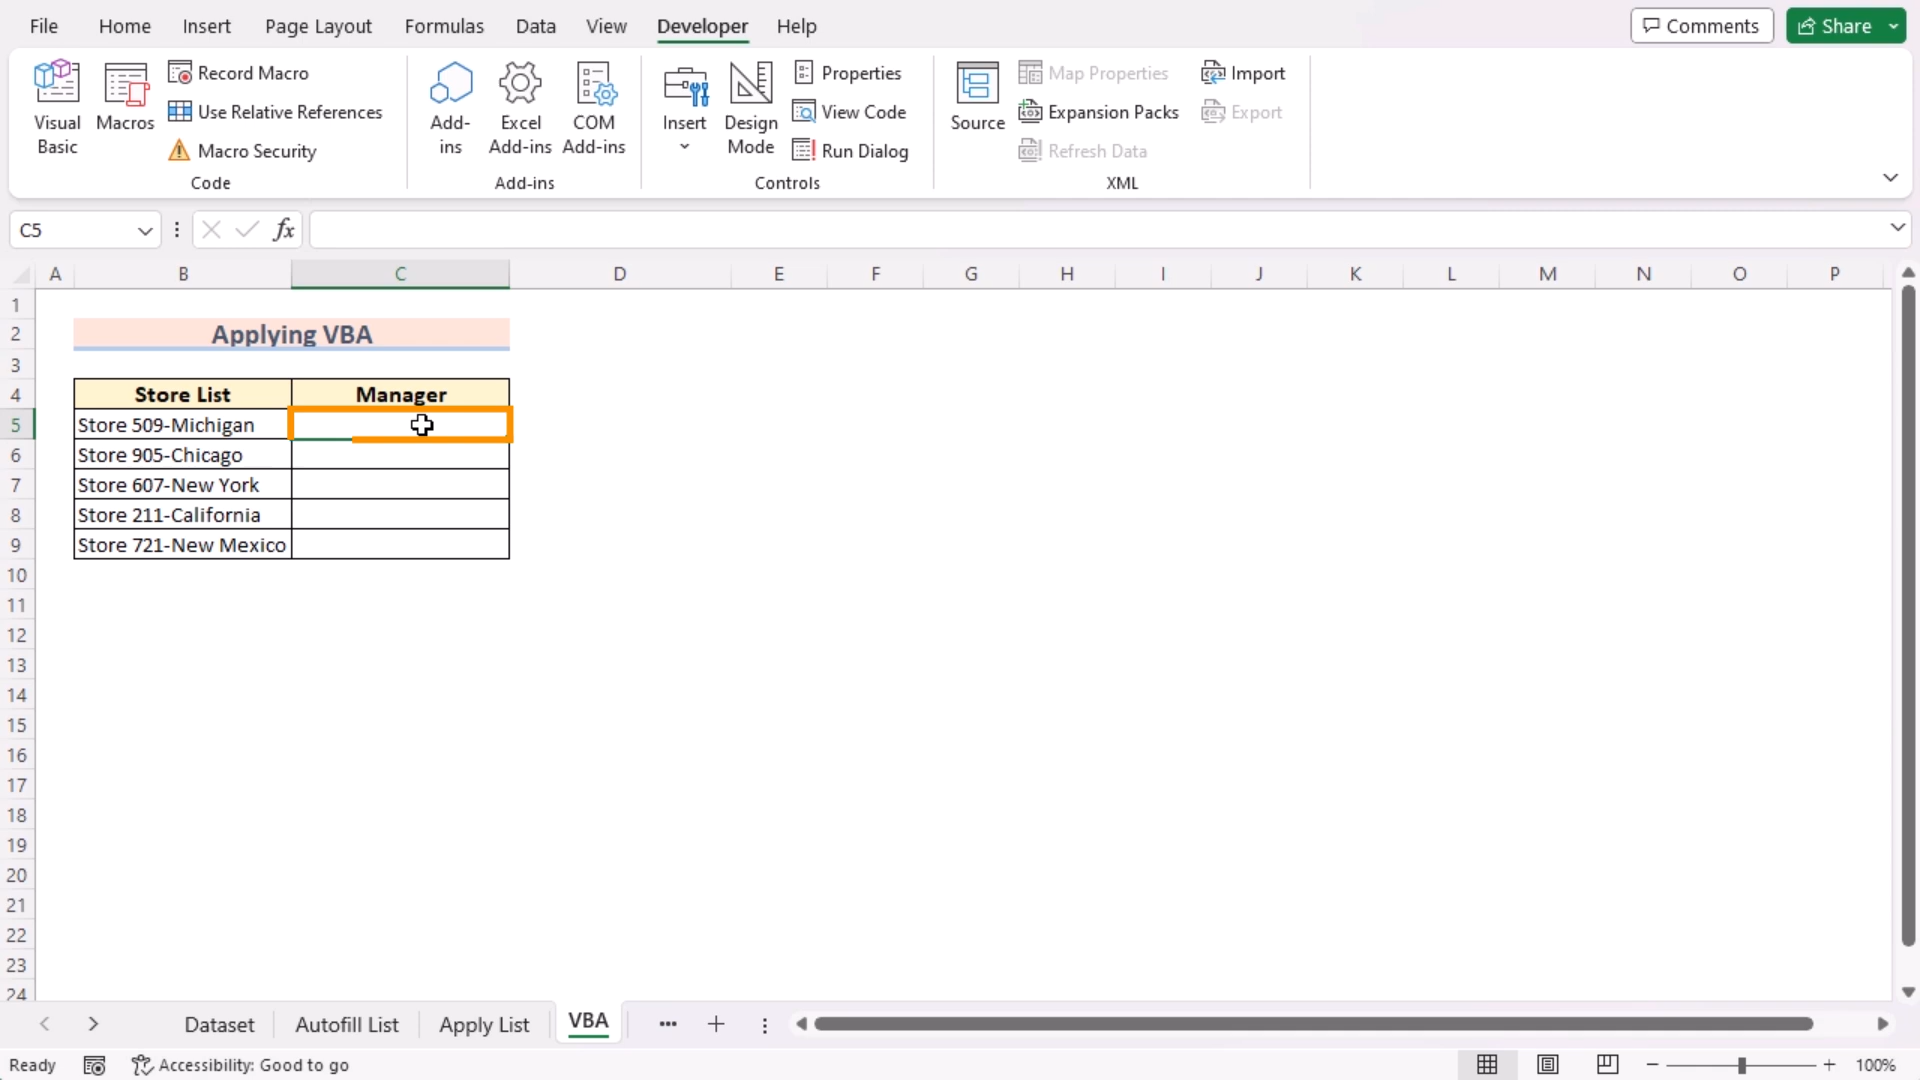 File Home Insert Page Layout Formulas Data View Developer Help Comments Share
Visual Basic
Macros
Record Macro
Use Relative References
Macro Security
Code
Add-ins
Excel Add-ins
COM Add-ins
Add-ins
Insert
Design Mode
Properties
View Code
Run Dialog
Controls
Source
Map Properties
Expansion Packs
Refresh Data
Import
Export
XML
C5 fx
A B C D E F G H I J K L M N O P
1
2 Applying VBA
3
4 Store List Manager
5 Store 509-Michigan
6 Store 905-Chicago
7 Store 607-New York
8 Store 211-California
9 Store 721-New Mexico
10
11
12
13
14
15
16
17
18
19
20
21
22
23
24
Dataset Autofill List Apply List VBA
Ready Accessibility: Good to go 100%